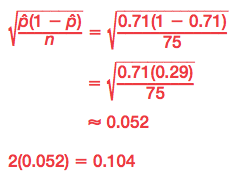 √(p̂(1 − p̂)/n) = √(0.71(1 − 0.71)/75)
= √(0.71(0.29)/75)
≈ 0.052
2(0.052) = 0.104